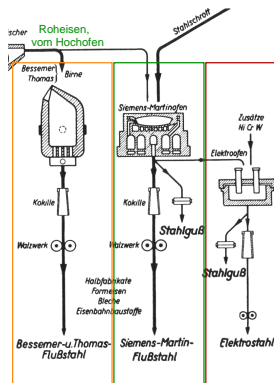 ischer
Roheisen,
vom Hochofen
Stahlschrott
Bessemer
Thomas-
Birne
Siemens-Martinofen
Zusätze
Ni Cr W
Elektroofen
Kokille
Kokille
Stahlguß
Walzwerk
Walzwerk
Stahlguß
Halbfabrikate
Formeisen
Bleche
Eisenbahnbaustoffe
Bessemer-u.Thomas-
Flußstahl
Siemens-Martin-
Flußstahl
Elektrostahl